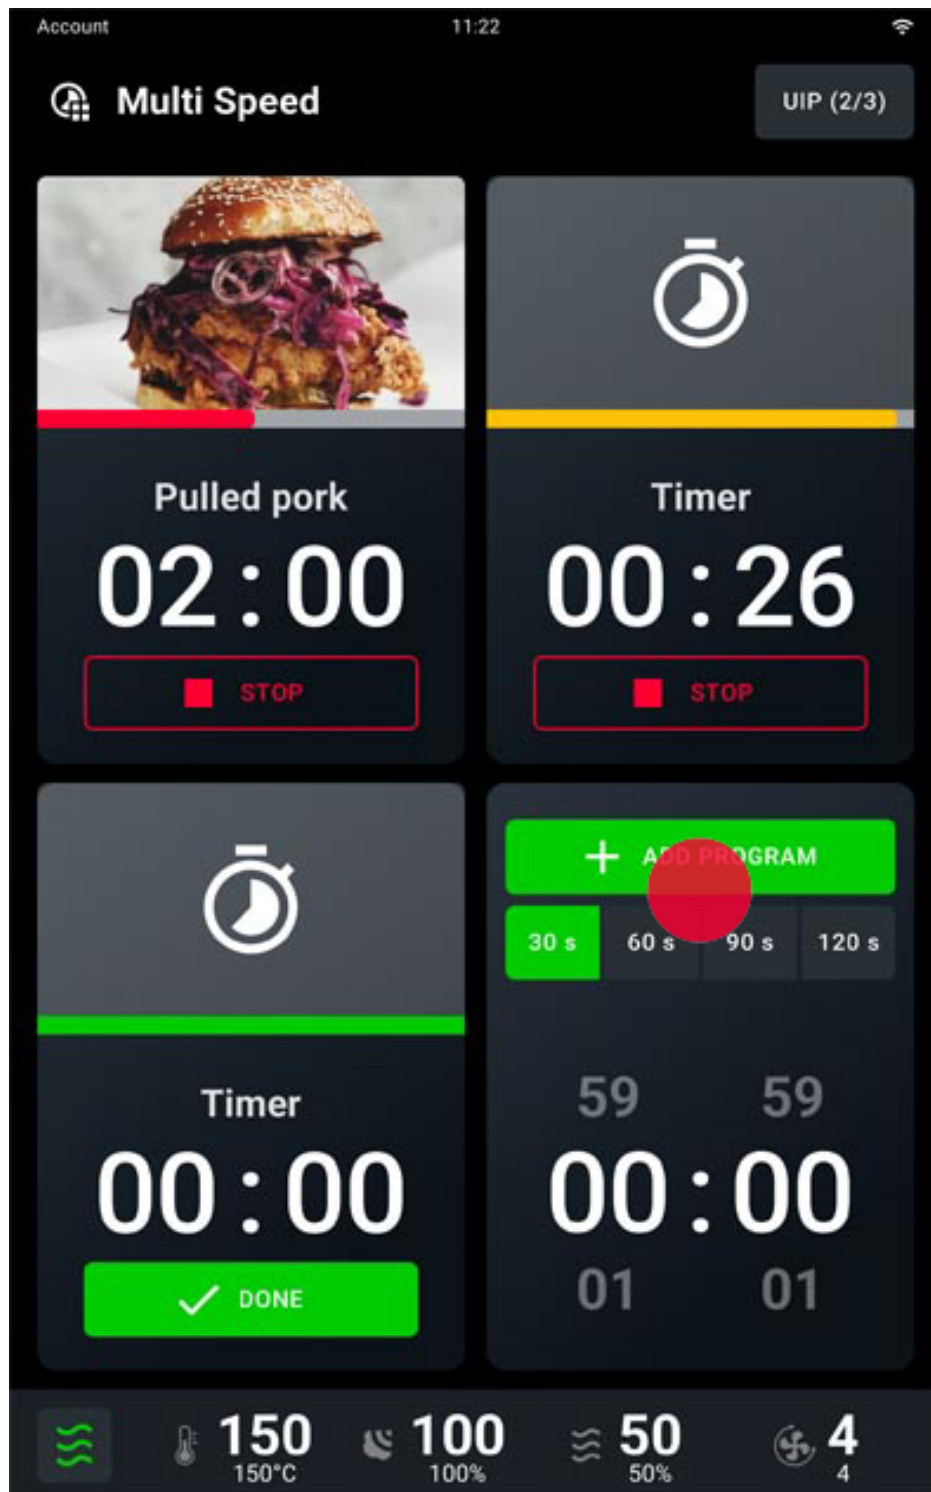 Account 11:22
Multi Speed UIP (2/3)
Pulled pork
02:00
STOP
Timer
00:26
STOP
Timer
00:00
DONE
ADD PROGRAM
30 s 60 s 90 s 120 s
59 59
00:00
01 01
150 100 50 4
150°C 100% 50% 4